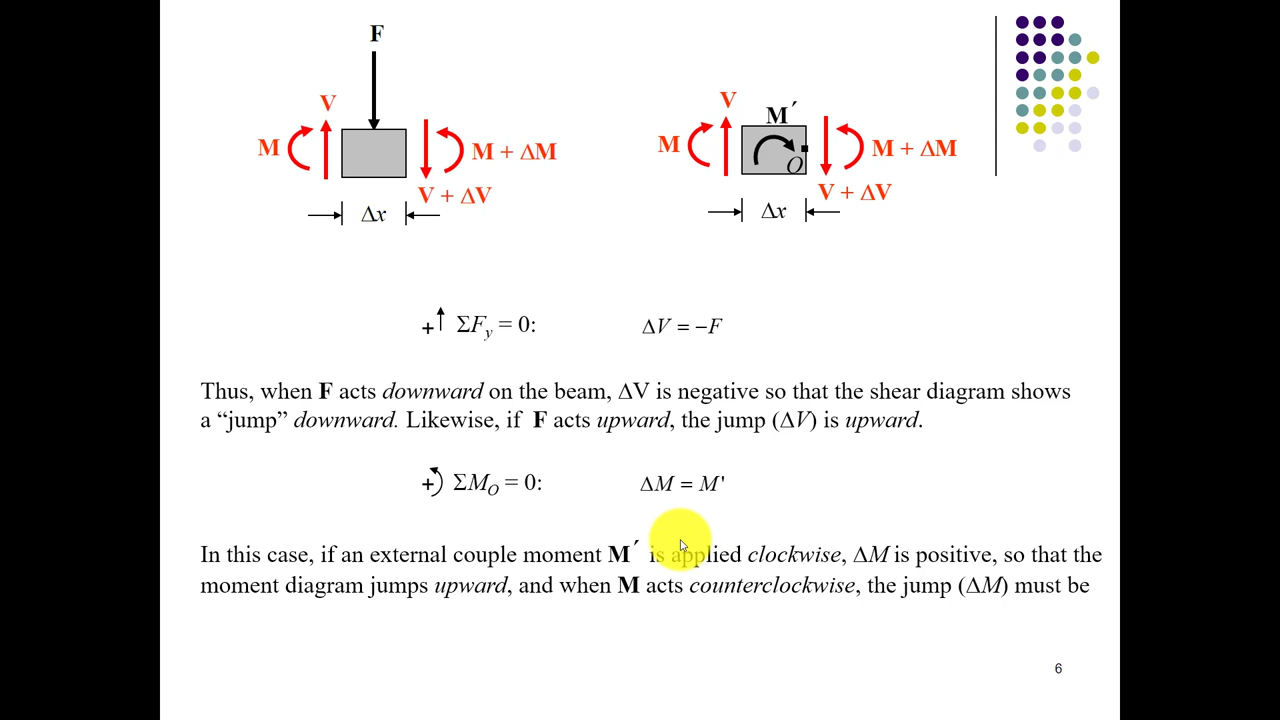 F
V
M
M + ΔM
V + ΔV
Δx
V
M´
M
O
M + ΔM
V + ΔV
Δx
+ ΣFy = 0: ΔV = −F
Thus, when F acts downward on the beam, ΔV is negative so that the shear diagram shows
a “jump” downward. Likewise, if F acts upward, the jump (ΔV) is upward.
+ ΣMO = 0: ΔM = M'
In this case, if an external couple moment M´ is applied clockwise, ΔM is positive, so that the
moment diagram jumps upward, and when M acts counterclockwise, the jump (ΔM) must be
6